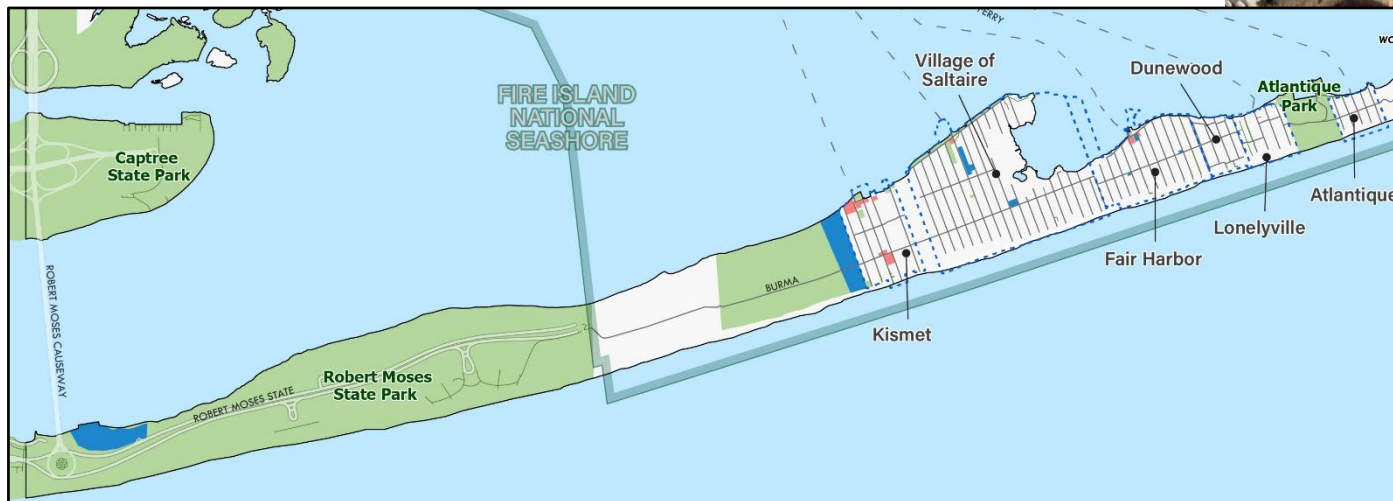 FERRY
WO
Village of
Saltaire
Dunewood
Atlantique
Park
FIRE ISLAND
NATIONAL
SEASHORE
Captree
State Park
Atlantique
Lonelyville
Fair Harbor
BURMA
Kismet
ROBERT MOSES CAUSEWAY
Robert Moses
State Park
ROBERT MOSES STATE